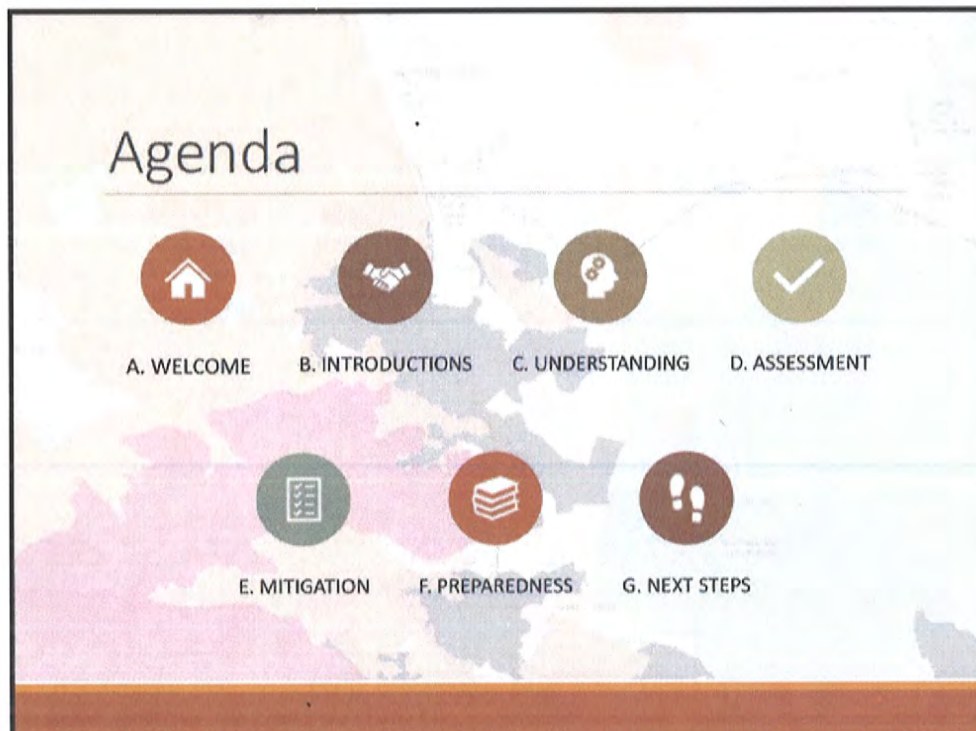 Agenda
A. WELCOME
B. INTRODUCTIONS
C. UNDERSTANDING
D. ASSESSMENT
E. MITIGATION
F. PREPAREDNESS
G. NEXT STEPS